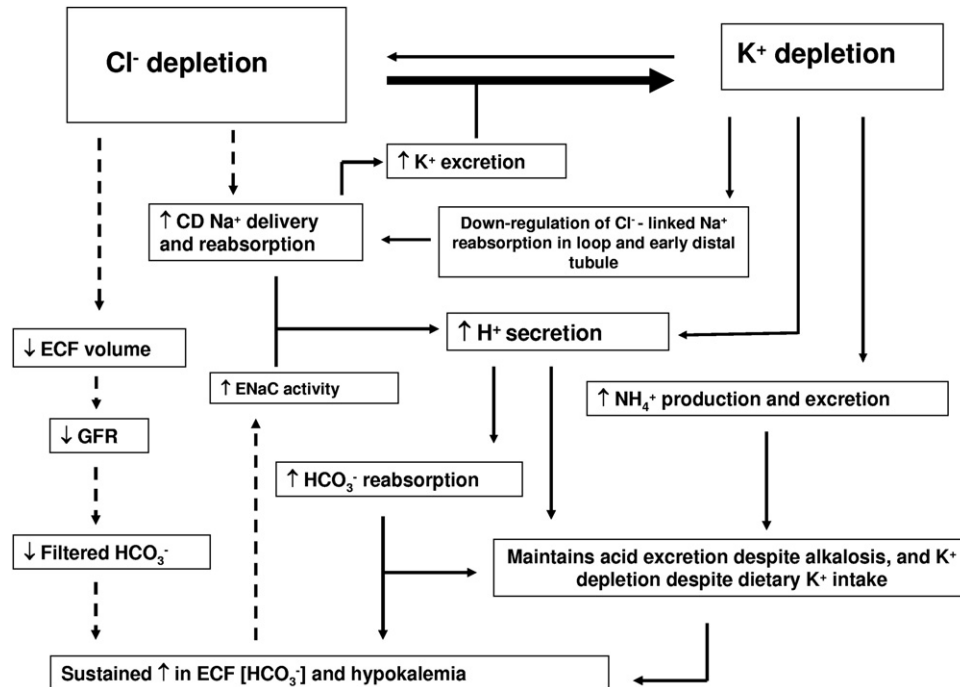 Cl⁻ depletion
K⁺ depletion
↑ K⁺ excretion
↑ CD Na⁺ delivery
and reabsorption
Down-regulation of Cl⁻ - linked Na⁺
reabsorption in loop and early distal
tubule
↑ H⁺ secretion
↓ ECF volume
↑ ENaC activity
↑ NH₄⁺ production and excretion
↓ GFR
↑ HCO₃⁻ reabsorption
↓ Filtered HCO₃⁻
Maintains acid excretion despite alkalosis, and K⁺
depletion despite dietary K⁺ intake
Sustained ↑ in ECF [HCO₃⁻] and hypokalemia